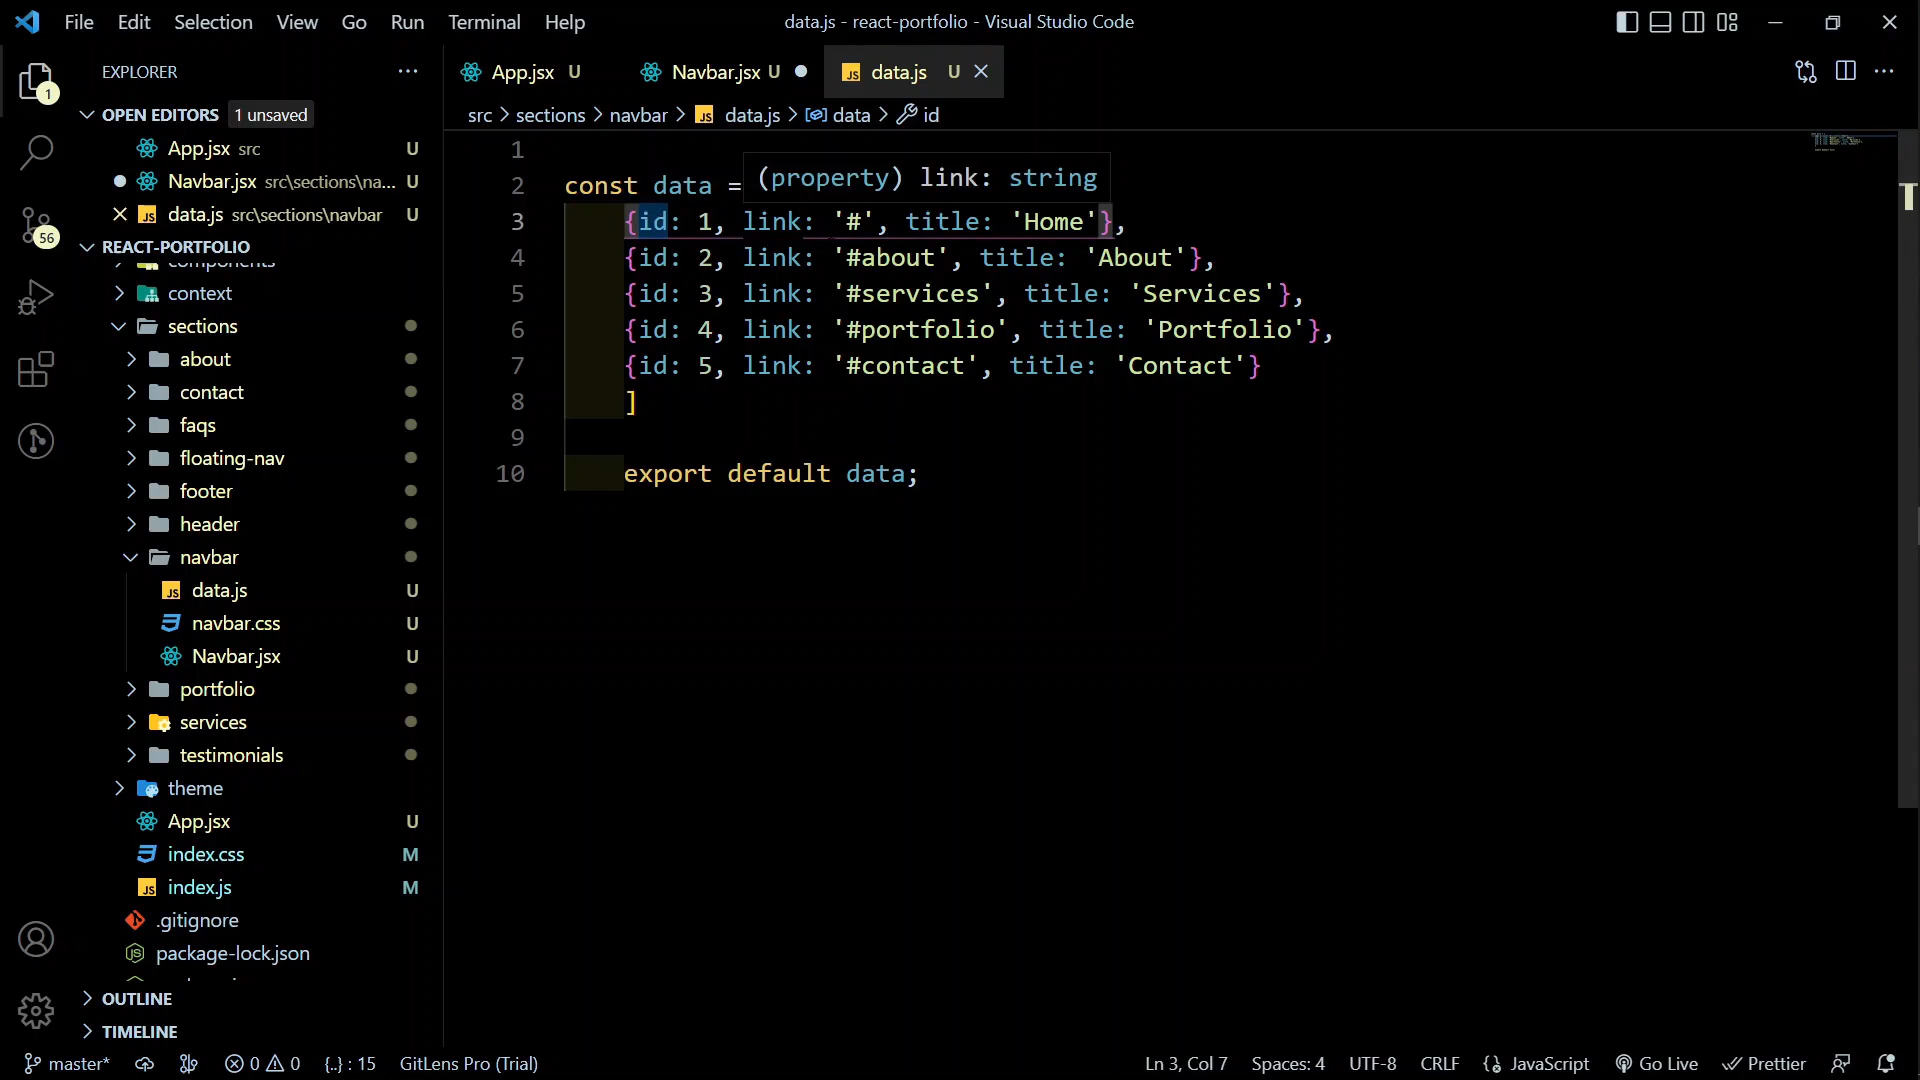 File Edit Selection View Go Run Terminal Help
data.js - react-portfolio - Visual Studio Code
EXPLORER
OPEN EDITORS 1 unsaved
App.jsx src U
Navbar.jsx src\sections\na... U
data.js src\sections\navbar U
REACT-PORTFOLIO
components
context
sections
about
contact
faqs
floating-nav
footer
header
navbar
data.js U
navbar.css U
Navbar.jsx U
portfolio
services
testimonials
theme
App.jsx U
index.css M
index.js M
.gitignore
package-lock.json
OUTLINE
TIMELINE
1
56
App.jsx U
Navbar.jsx U
data.js U
src > sections > navbar > data.js > data > id
(property) link: string
1
2 const data =
3 {id: 1, link: '#', title: 'Home'},
4 {id: 2, link: '#about', title: 'About'},
5 {id: 3, link: '#services', title: 'Services'},
6 {id: 4, link: '#portfolio', title: 'Portfolio'},
7 {id: 5, link: '#contact', title: 'Contact'}
8 ]
9
10 export default data;
master* 0 0 {..} : 15 GitLens Pro (Trial)
Ln 3, Col 7 Spaces: 4 UTF-8 CRLF JavaScript Go Live Prettier